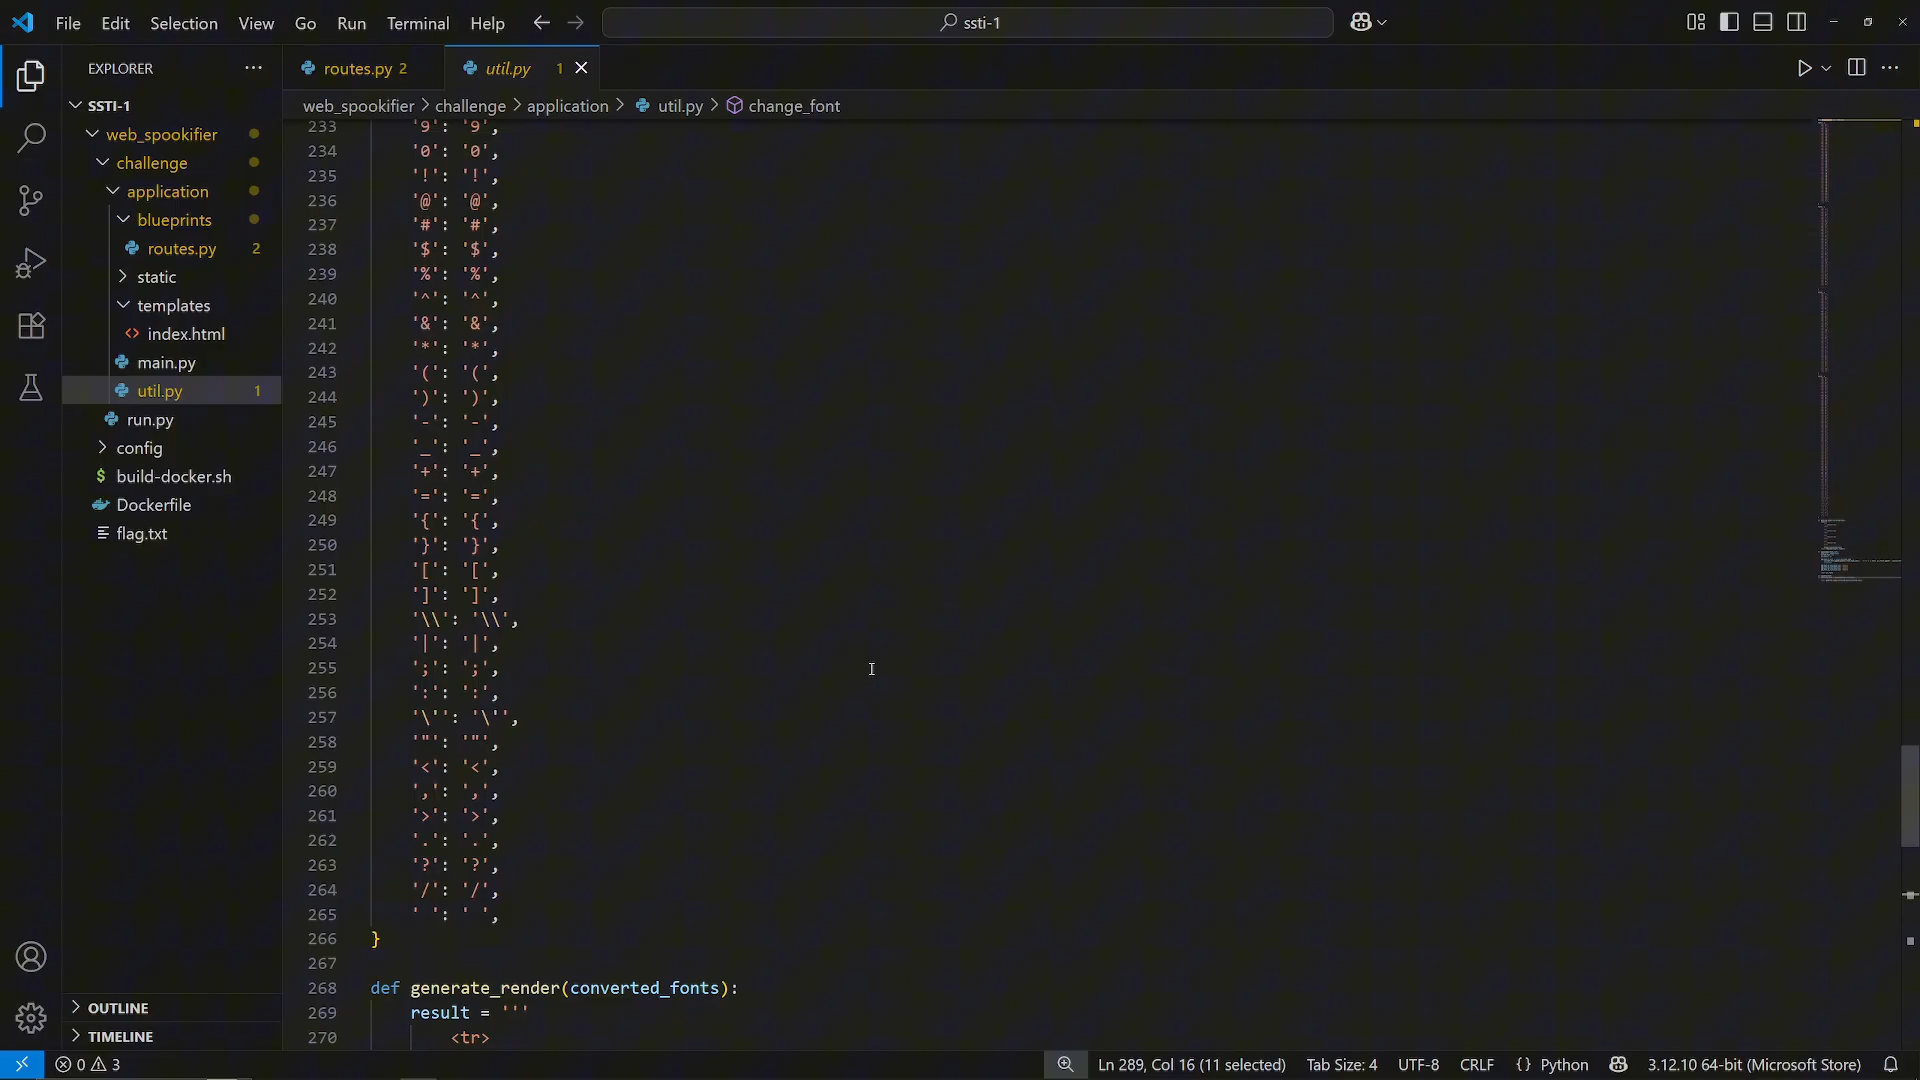 File Edit Selection View Go Run Terminal Help ssti-1
EXPLORER
routes.py 2
util.py 1
SSTI-1
web_spookifier > challenge > application > util.py > change_font
web_spookifier
challenge
application
blueprints
routes.py 2
static
templates
index.html
main.py
util.py 1
run.py
config
build-docker.sh
Dockerfile
flag.txt
OUTLINE
TIMELINE
233 '9': '9',
234 '0': '0',
235 '!': '!',
236 '@': '@',
237 '#': '#',
238 '$': '$',
239 '%': '%',
240 '^': '^',
241 '&': '&',
242 '*': '*',
243 '(': '(',
244 ')': ')',
245 '-': '-',
246 '_': '_',
247 '+': '+',
248 '=': '=',
249 '{': '{',
250 '}': '}',
251 '[': '[',
252 ']': ']',
253 '\\': '\\',
254 '|': '|',
255 ';': ';',
256 ':': ':',
257 '\'': '\'',
258 '"': '"',
259 '<': '<',
260 ',': ',',
261 '>': '>',
262 '.': '.',
263 '?': '?',
264 '/': '/',
265 ' ': ' ',
266 }
267
268 def generate_render(converted_fonts):
269 result = '''
270 <tr>
0 3 Ln 289, Col 16 (11 selected) Tab Size: 4 UTF-8 CRLF {} Python 3.12.10 64-bit (Microsoft Store)